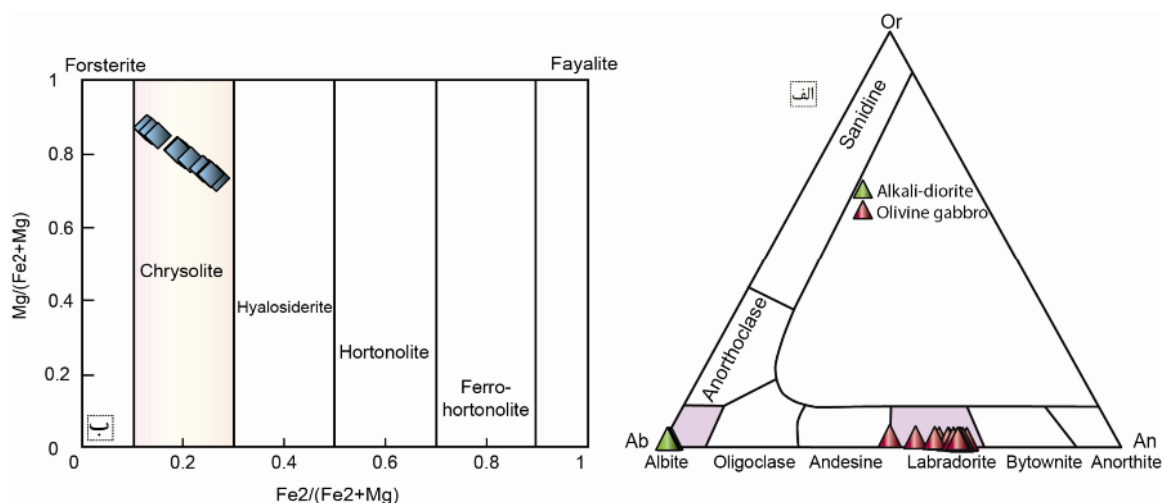 Forsterite
Fayalite
1
0.8
0.6
0.4
0.2
0
Mg/(Fe2+Mg)
Chrysolite
Hyalosiderite
Hortonolite
Ferro-
hortonolite
ب
0
0.2
0.4
0.6
0.8
1
Fe2/(Fe2+Mg)
Or
الف
Sanidine
Alkali-diorite
Olivine gabbro
Anorthoclase
Ab
An
Albite
Oligoclase
Andesine
Labradorite
Bytownite
Anorthite